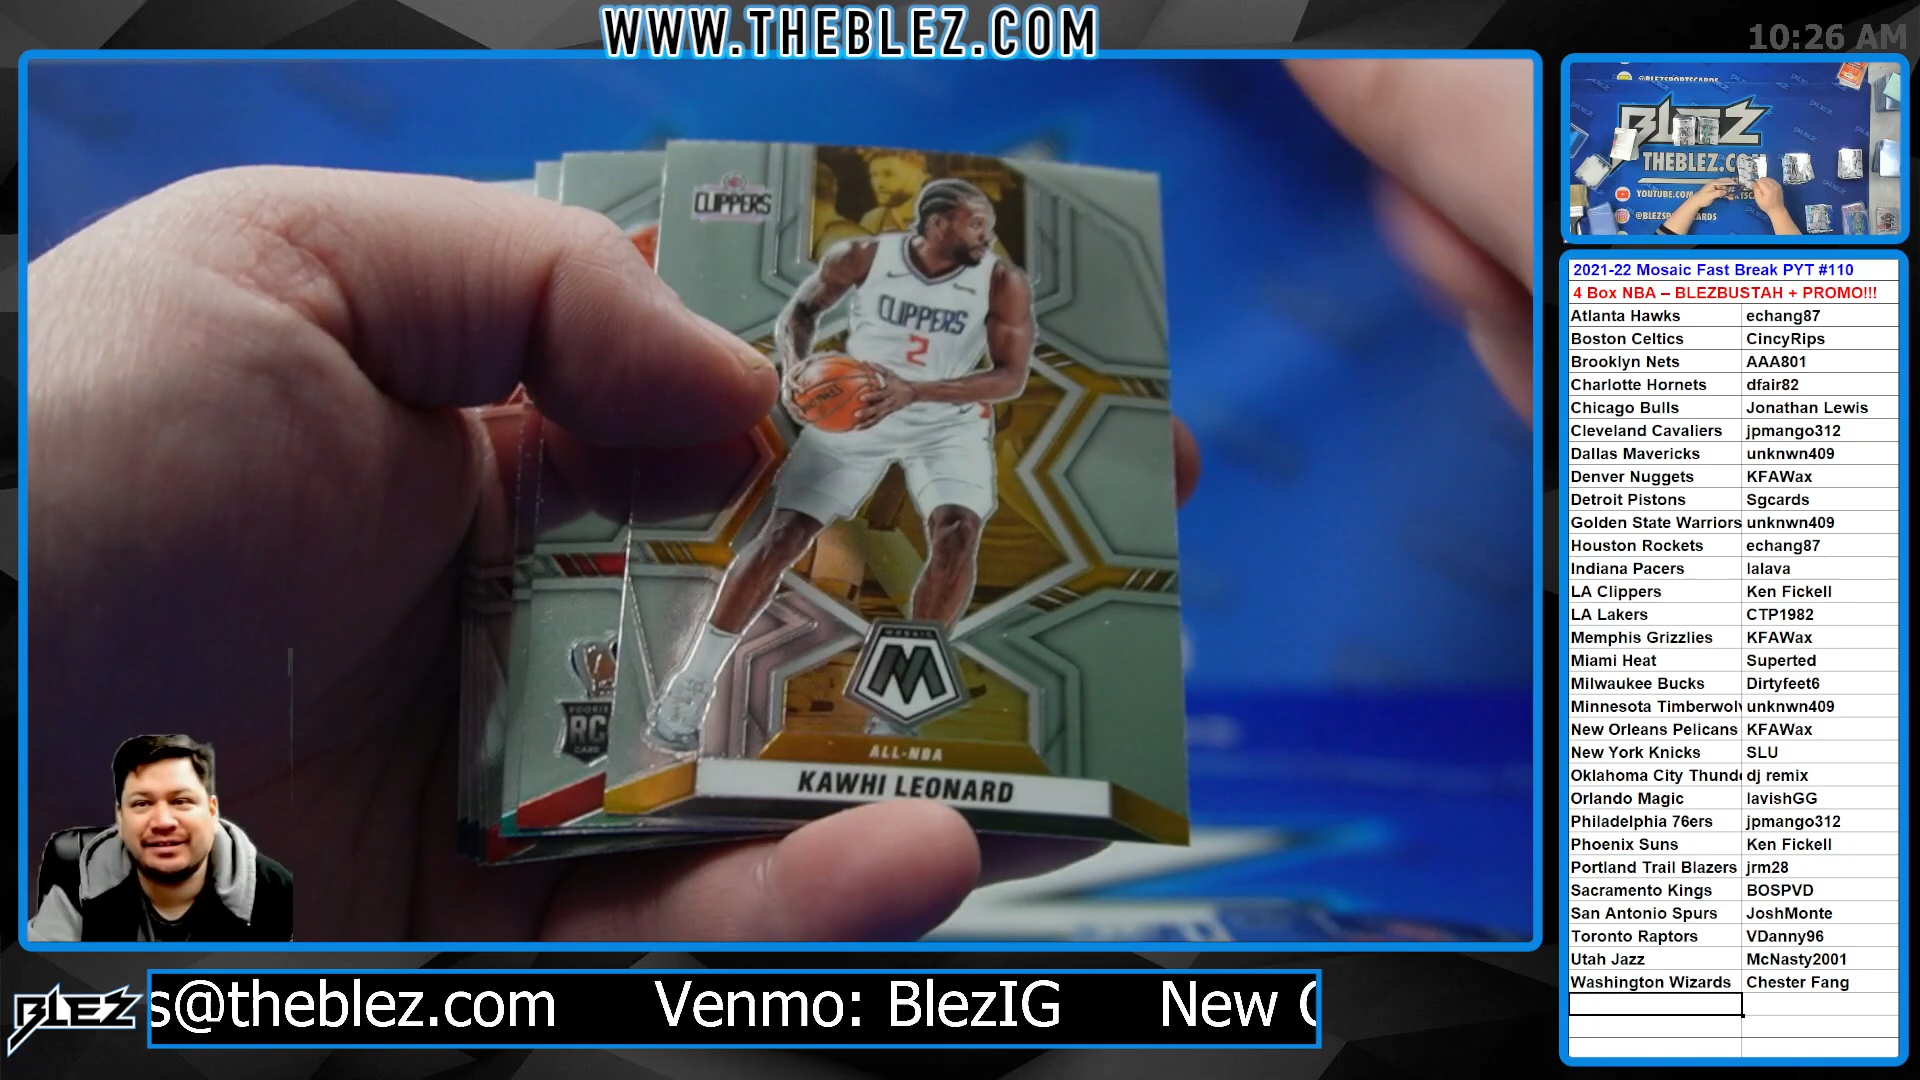 WWW.THEBLEZ.COM
10:26 AM
CLIPPERS
CLIPPERS
2
ALL-NBA
KAWHI LEONARD
ROOKIE
RC
CARD
MOSAIC
@BLEZSPORTSCARDS
BLEZ
THEBLEZ.CO
YOUTUBE.COM
2021-22 Mosaic Fast Break PYT #110
4 Box NBA – BLEZBUSTAH + PROMO!!!
Atlanta Hawks echang87
Boston Celtics CincyRips
Brooklyn Nets AAA801
Charlotte Hornets dfair82
Chicago Bulls Jonathan Lewis
Cleveland Cavaliers jpmango312
Dallas Mavericks unknwn409
Denver Nuggets KFAWax
Detroit Pistons Sgcards
Golden State Warriors unknwn409
Houston Rockets echang87
Indiana Pacers lalava
LA Clippers Ken Fickell
LA Lakers CTP1982
Memphis Grizzlies KFAWax
Miami Heat Superted
Milwaukee Bucks Dirtyfeet6
Minnesota Timberwolv unknwn409
New Orleans Pelicans KFAWax
New York Knicks SLU
Oklahoma City Thund dj remix
Orlando Magic lavishGG
Philadelphia 76ers jpmango312
Phoenix Suns Ken Fickell
Portland Trail Blazers jrm28
Sacramento Kings BOSPVD
San Antonio Spurs JoshMonte
Toronto Raptors VDanny96
Utah Jazz McNasty2001
Washington Wizards Chester Fang
BLEZ
s@theblez.com Venmo: BlezIG New